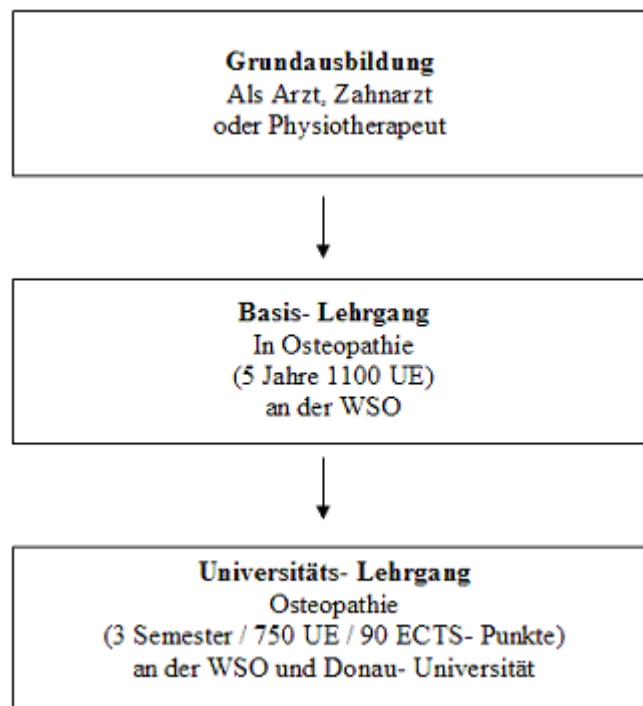 Grundausbildung
Als Arzt, Zahnarzt
oder Physiotherapeut
Basis- Lehrgang
In Osteopathie
(5 Jahre 1100 UE)
an der WSO
Universitäts- Lehrgang
Osteopathie
(3 Semester / 750 UE / 90 ECTS- Punkte)
an der WSO und Donau- Universität